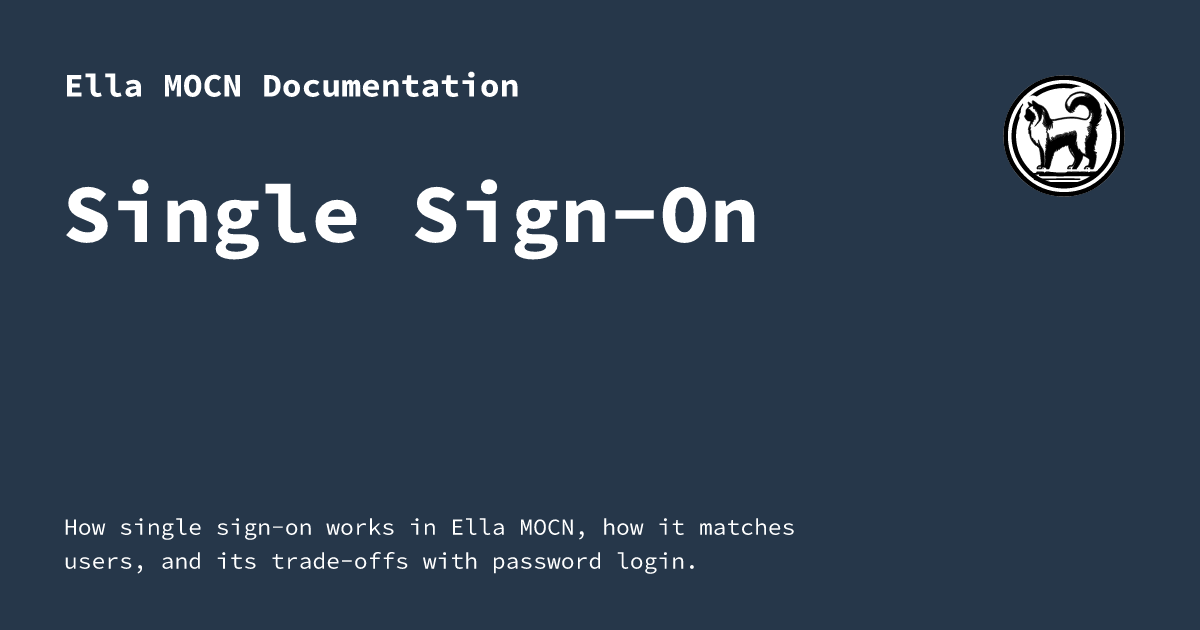 Ella MOCN Documentation
Single Sign-On
How single sign-on works in Ella MOCN, how it matches
users, and its trade-offs with password login.